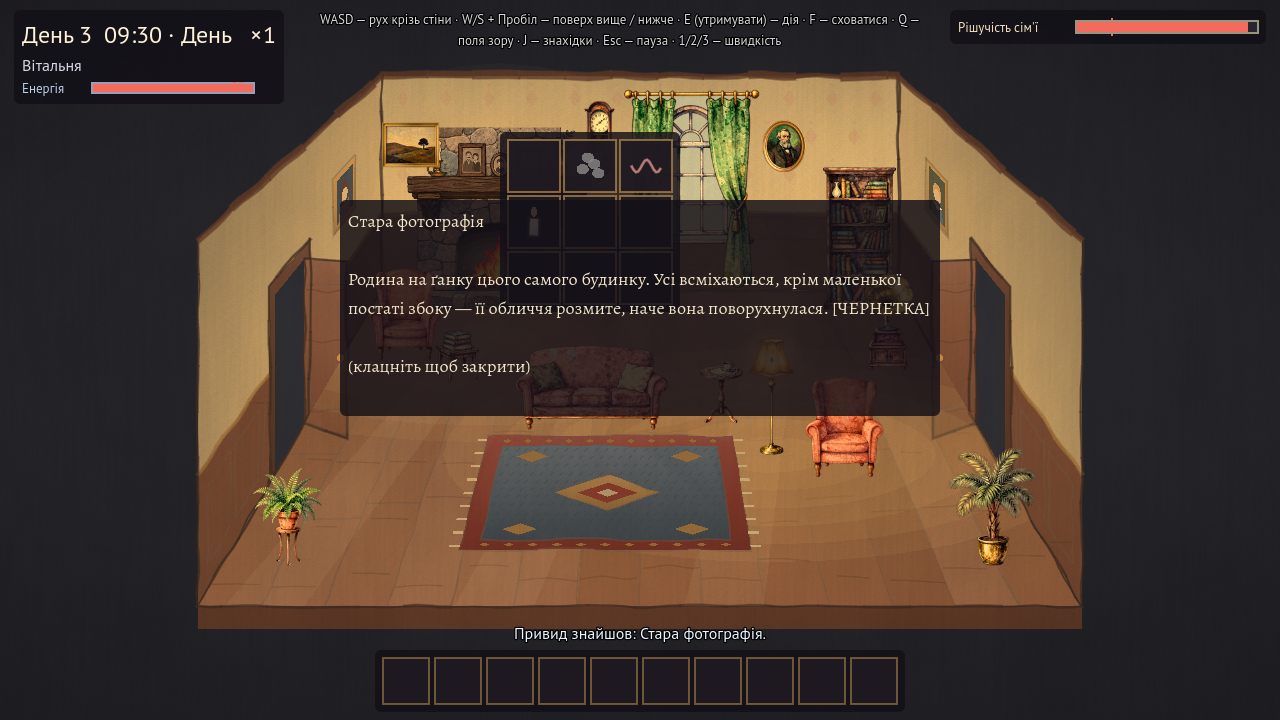 День 3  09:30 · День  ×1
Вітальня
Енергія
WASD — рух крізь стіни · W/S + Пробіл — поверх вище / нижче · E (утримувати) — дія · F — сховатися · Q —
поля зору · J — знахідки · Esc — пауза · 1/2/3 — швидкість
Рішучість сім'ї
Стара фотографія
Родина на ґанку цього самого будинку. Усі всміхаються, крім маленької
постаті збоку — її обличчя розмите, наче вона поворухнулася. [ЧЕРНЕТКА]
(клацніть щоб закрити)
Привид знайшов: Стара фотографія.